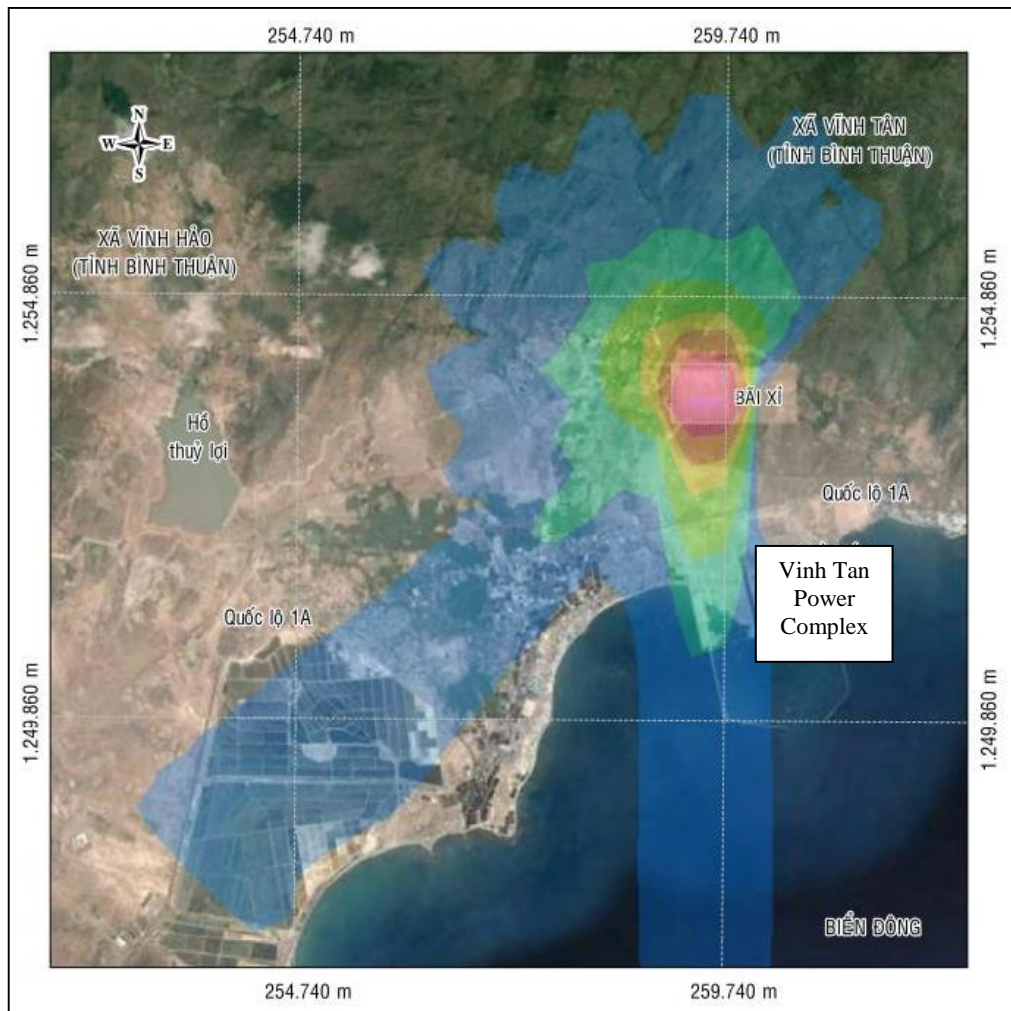 254.740 m
259.740 m
N
W
E
S
XÃ VĨNH TÂN
(TỈNH BÌNH THUẬN)
XÃ VĨNH HẢO
(TỈNH BÌNH THUẬN)
1.254.860 m
1.254.860 m
BÃI XỈ
Hồ
thuỷ lợi
Quốc lộ 1A
Vinh Tan
Power
Complex
Quốc lộ 1A
1.249.860 m
1.249.860 m
BIỂN ĐÔNG
254.740 m
259.740 m